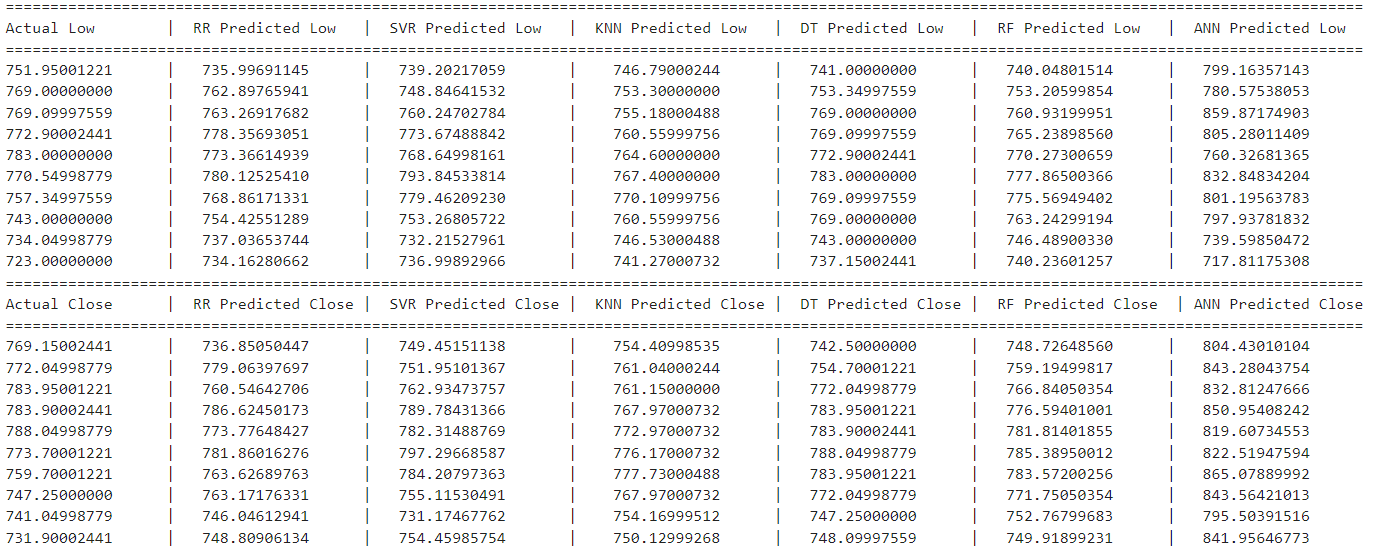 Actual Low | RR Predicted Low | SVR Predicted Low | KNN Predicted Low | DT Predicted Low | RF Predicted Low | ANN Predicted Low
751.95001221 | 735.99691145 | 739.20217059 | 746.79000244 | 741.00000000 | 740.04801514 | 799.16357143
769.00000000 | 762.89765941 | 748.84641532 | 753.30000000 | 753.34997559 | 753.20599854 | 780.57538053
769.09997559 | 763.26917682 | 760.24702784 | 755.18000488 | 769.00000000 | 760.93199951 | 859.87174903
772.90002441 | 778.35693051 | 773.67488842 | 760.55999756 | 769.09997559 | 765.23898560 | 805.28011409
783.00000000 | 773.36614939 | 768.64998161 | 764.60000000 | 772.90002441 | 770.27300659 | 760.32681365
770.54998779 | 780.12525410 | 793.84533814 | 767.40000000 | 783.00000000 | 777.86500366 | 832.84834204
757.34997559 | 768.86171331 | 779.46209230 | 770.10999756 | 769.09997559 | 775.56949402 | 801.19563783
743.00000000 | 754.42551289 | 753.26805722 | 760.55999756 | 769.00000000 | 763.24299194 | 797.93781832
734.04998779 | 737.03653744 | 732.21527961 | 746.53000488 | 743.00000000 | 746.48900330 | 739.59850472
723.00000000 | 734.16280662 | 736.99892966 | 741.27000732 | 737.15002441 | 740.23601257 | 717.81175308
Actual Close | RR Predicted Close | SVR Predicted Close | KNN Predicted Close | DT Predicted Close | RF Predicted Close | ANN Predicted Close
769.15002441 | 736.85050447 | 749.45151138 | 754.40998535 | 742.50000000 | 748.72648560 | 804.43010104
772.04998779 | 779.06397697 | 751.95101367 | 761.04000244 | 754.70001221 | 759.19499817 | 843.28043754
783.95001221 | 760.54642706 | 762.93473757 | 761.15000000 | 772.04998779 | 766.84050354 | 832.81247666
783.90002441 | 786.62450173 | 789.78431366 | 767.97000732 | 783.95001221 | 776.59401001 | 850.95408242
788.04998779 | 773.77648427 | 782.31488769 | 772.97000732 | 783.90002441 | 781.81401855 | 819.60734553
773.70001221 | 781.86016276 | 797.29668587 | 776.17000732 | 788.04998779 | 785.38950012 | 822.51947594
759.70001221 | 763.62689763 | 784.20797363 | 777.73000488 | 783.95001221 | 783.57200256 | 865.07889992
747.25000000 | 763.17176331 | 755.11530491 | 767.97000732 | 772.04998779 | 771.75050354 | 843.56421013
741.04998779 | 746.04612941 | 731.17467762 | 754.16999512 | 747.25000000 | 752.76799683 | 795.50391516
731.90002441 | 748.80906134 | 754.45985754 | 750.12999268 | 748.09997559 | 749.91899231 | 841.95646773